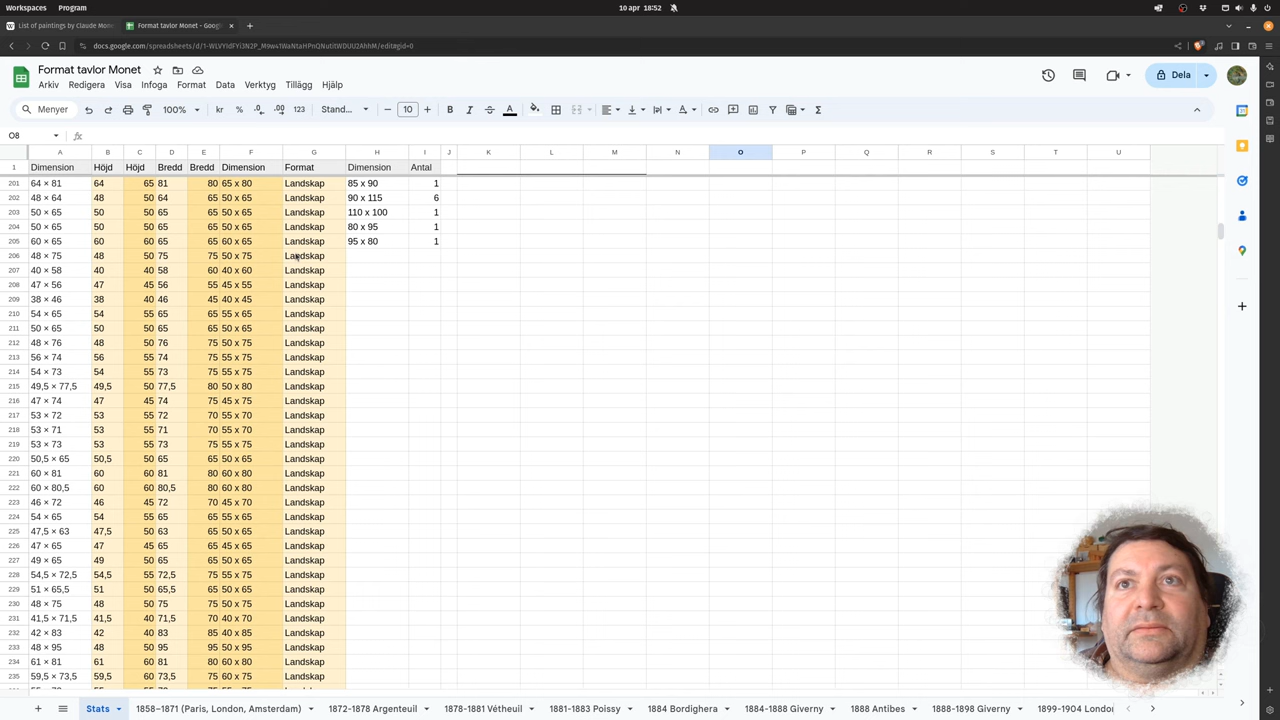 Workspaces Program 10 apr 18:52
List of paintings by Claude Mone Format tavlor Monet - Googl
Format tavlor Monet
Arkiv Redigera Visa Infoga Format Data Verktyg Tillägg Hjälp Dela
Menyer 100% kr % .0 .00 123 Stand... 10
O8
A B C D E F G H I J K L M N O P Q R S T U
1 Dimension Höjd Höjd Bredd Bredd Dimension Format Dimension Antal
201 64 × 81 64 65 81 80 65 x 80 Landskap 85 x 90 1
202 48 × 64 48 50 64 65 50 x 65 Landskap 90 x 115 6
203 50 × 65 50 50 65 65 50 x 65 Landskap 110 x 100 1
204 50 × 65 50 50 65 65 50 x 65 Landskap 80 x 95 1
205 60 × 65 60 60 65 65 60 x 65 Landskap 95 x 80 1
206 48 × 75 48 50 75 75 50 x 75 Landskap
207 40 × 58 40 40 58 60 40 x 60 Landskap
208 47 × 56 47 45 56 55 45 x 55 Landskap
209 38 × 46 38 40 46 45 40 x 45 Landskap
210 54 × 65 54 55 65 65 55 x 65 Landskap
211 50 × 65 50 50 65 65 50 x 65 Landskap
212 48 × 76 48 50 76 75 50 x 75 Landskap
213 56 × 74 56 55 74 75 55 x 75 Landskap
214 54 × 73 54 55 73 75 55 x 75 Landskap
215 49,5 × 77,5 49,5 50 77,5 80 50 x 80 Landskap
216 47 × 74 47 45 74 75 45 x 75 Landskap
217 53 × 72 53 55 72 70 55 x 70 Landskap
218 53 × 71 53 55 71 70 55 x 70 Landskap
219 53 × 73 53 55 73 75 55 x 75 Landskap
220 50,5 × 65 50,5 50 65 65 50 x 65 Landskap
221 60 × 81 60 60 81 80 60 x 80 Landskap
222 60 × 80,5 60 60 80,5 80 60 x 80 Landskap
223 46 × 72 46 45 72 70 45 x 70 Landskap
224 54 × 65 54 55 65 65 55 x 65 Landskap
225 47,5 × 63 47,5 50 63 65 50 x 65 Landskap
226 47 × 65 47 45 65 65 45 x 65 Landskap
227 49 × 65 49 50 65 65 50 x 65 Landskap
228 54,5 × 72,5 54,5 55 72,5 75 55 x 75 Landskap
229 51 × 65,5 51 50 65,5 65 50 x 65 Landskap
230 48 × 75 48 50 75 75 50 x 75 Landskap
231 41,5 × 71,5 41,5 40 71,5 70 40 x 70 Landskap
232 42 × 83 42 40 83 85 40 x 85 Landskap
233 48 × 95 48 50 95 95 50 x 95 Landskap
234 61 × 81 61 60 81 80 60 x 80 Landskap
235 59,5 × 73,5 59,5 60 73,5 75 60 x 75 Landskap
Stats 1858–1871 (Paris, London, Amsterdam) 1872-1878 Argenteuil 1878-1881 Vétheuil 1881-1883 Poissy 1884 Bordighera 1884-1888 Giverny 1888 Antibes 1888-1898 Giverny 1899-1904 London